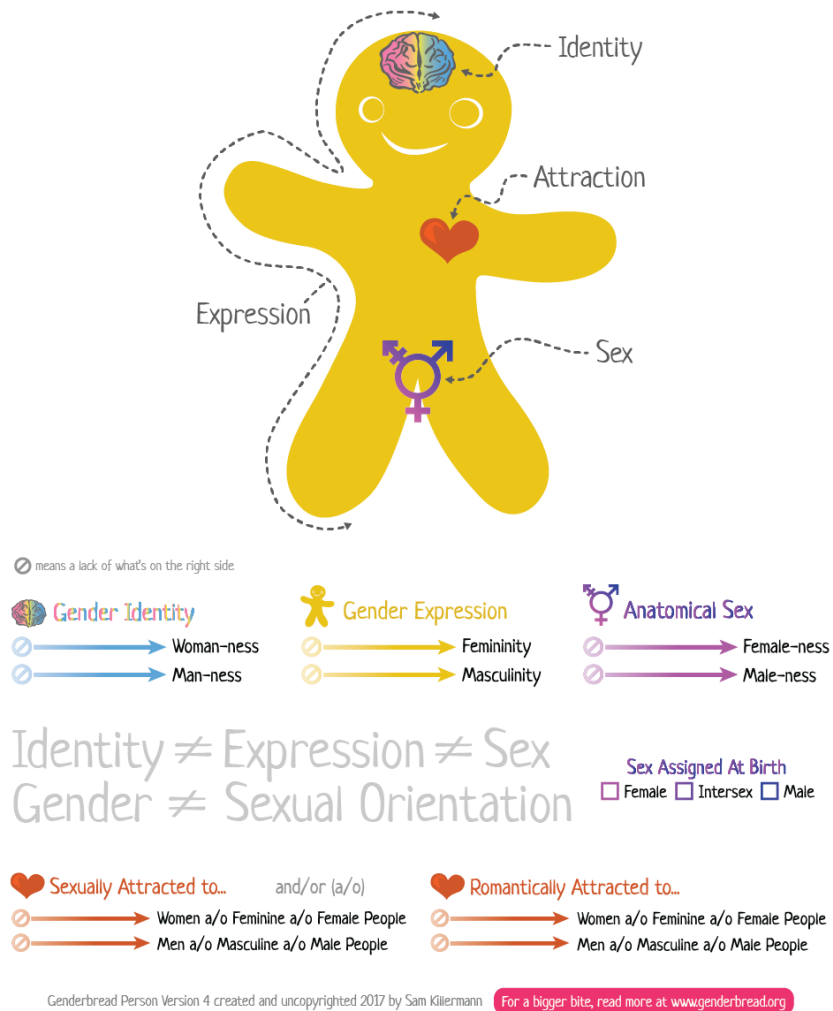 Identity
Attraction
Expression
Sex
means a lack of what's on the right side
Gender Identity
Woman-ness
Man-ness
Gender Expression
Femininity
Masculinity
Anatomical Sex
Female-ness
Male-ness
Identity ≠ Expression ≠ Sex
Gender ≠ Sexual Orientation
Sex Assigned At Birth
Female Intersex Male
Sexually Attracted to... and/or (a/o)
Women a/o Feminine a/o Female People
Men a/o Masculine a/o Male People
Romantically Attracted to...
Women a/o Feminine a/o Female People
Men a/o Masculine a/o Male People
Genderbread Person Version 4 created and uncopyrighted 2017 by Sam Killermann
For a bigger bite, read more at www.genderbread.org